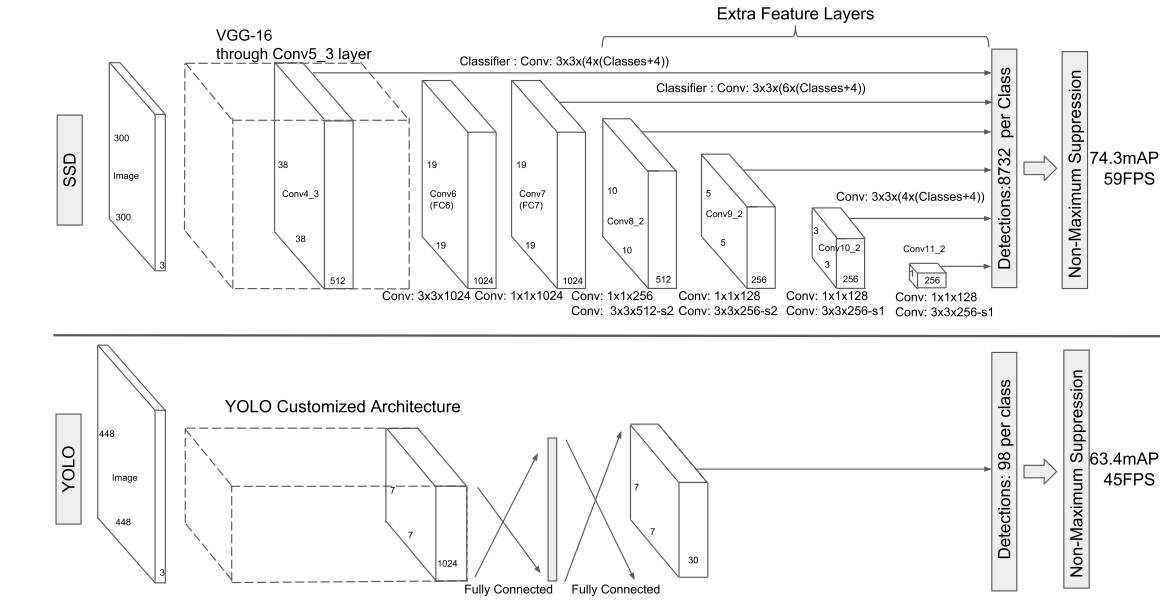 Extra Feature Layers
VGG-16
through Conv5_3 layer
Classifier : Conv: 3x3x(4x(Classes+4))
Classifier : Conv: 3x3x(6x(Classes+4))
SSD
300
Image
300
3
38
Conv4_3
38
512
19
Conv6
(FC6)
19
1024
19
Conv7
(FC7)
19
1024
10
Conv8_2
10
512
5
Conv9_2
5
256
Conv: 3x3x(4x(Classes+4))
3
Conv10_2
3
256
Conv11_2
1
256
Conv: 3x3x1024
Conv: 1x1x1024
Conv: 1x1x256
Conv: 3x3x512-s2
Conv: 1x1x128
Conv: 3x3x256-s2
Conv: 1x1x128
Conv: 3x3x256-s1
Conv: 1x1x128
Conv: 3x3x256-s1
Detections:8732 per Class
Non-Maximum Suppression
74.3mAP
59FPS
YOLO
448
Image
448
3
YOLO Customized Architecture
7
7
1024
Fully Connected
Fully Connected
7
7
30
Detections: 98 per class
Non-Maximum Suppression
63.4mAP
45FPS